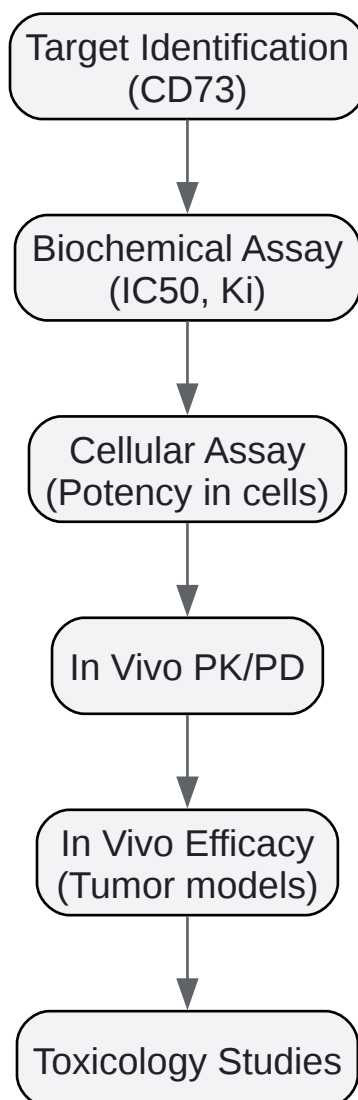 Target Identification
(CD73)
Biochemical Assay
(IC50, Ki)
Cellular Assay
(Potency in cells)
In Vivo PK/PD
In Vivo Efficacy
(Tumor models)
Toxicology Studies